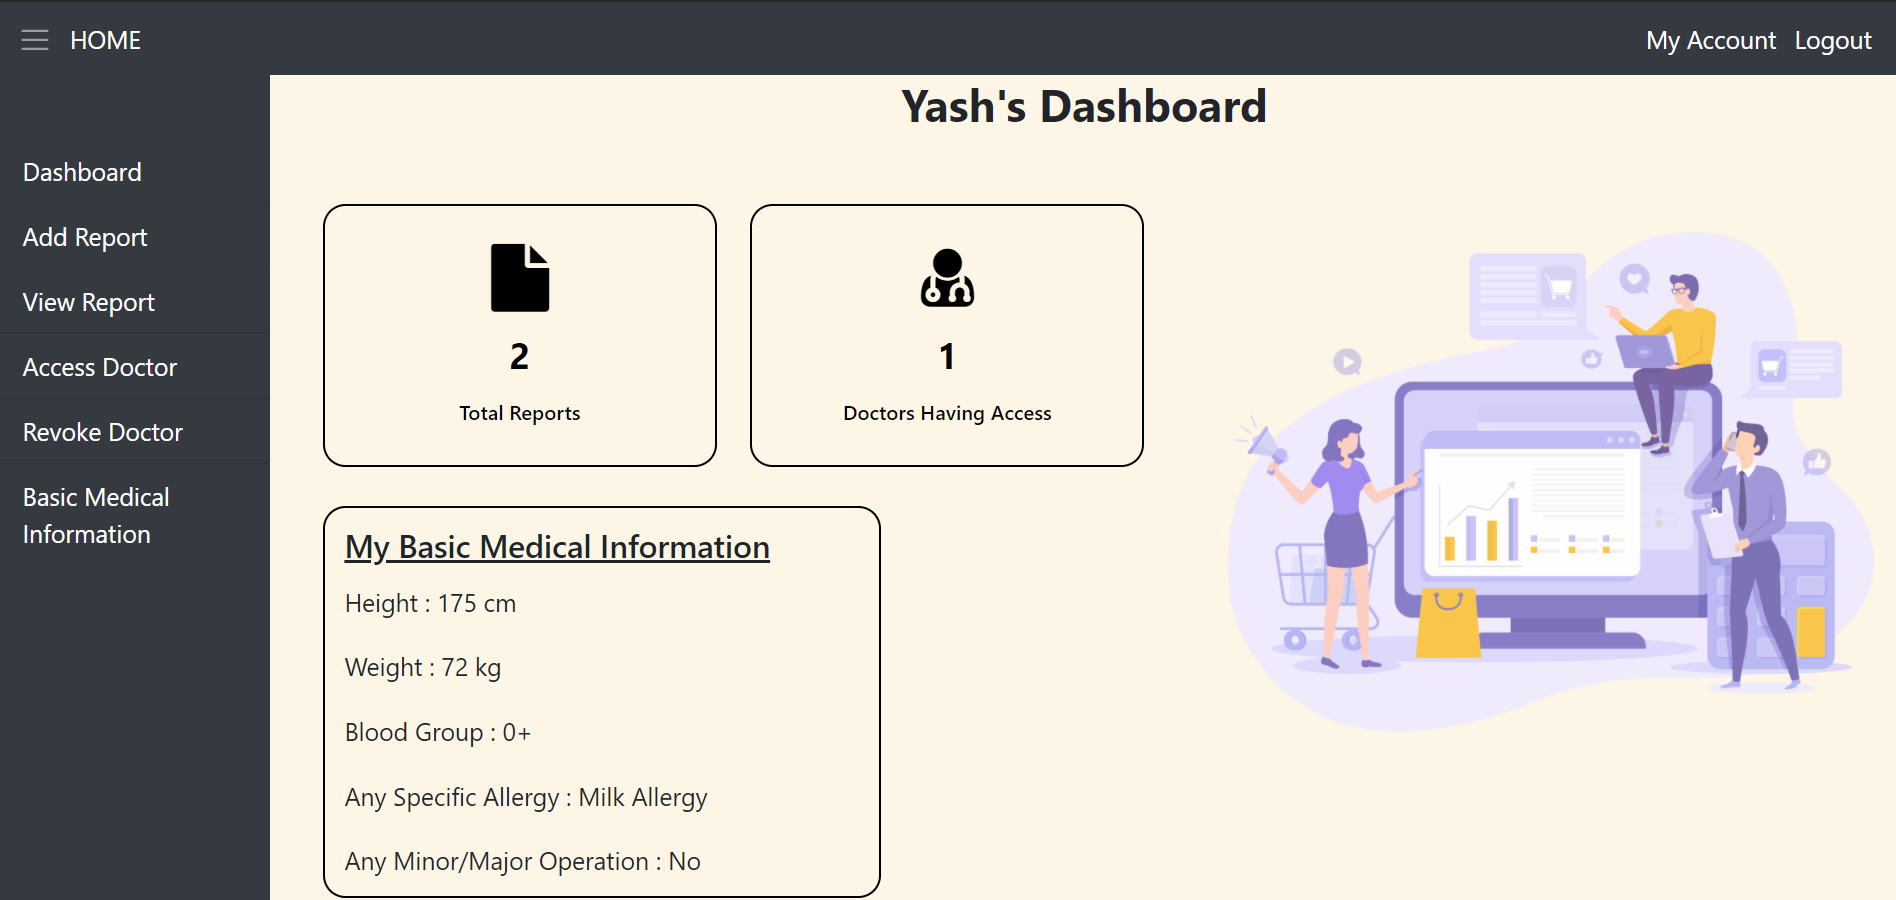 HOME
My Account
Logout
Dashboard
Add Report
View Report
Access Doctor
Revoke Doctor
Basic Medical
Information
Yash's Dashboard
2
Total Reports
1
Doctors Having Access
My Basic Medical Information
Height : 175 cm
Weight : 72 kg
Blood Group : 0+
Any Specific Allergy : Milk Allergy
Any Minor/Major Operation : No